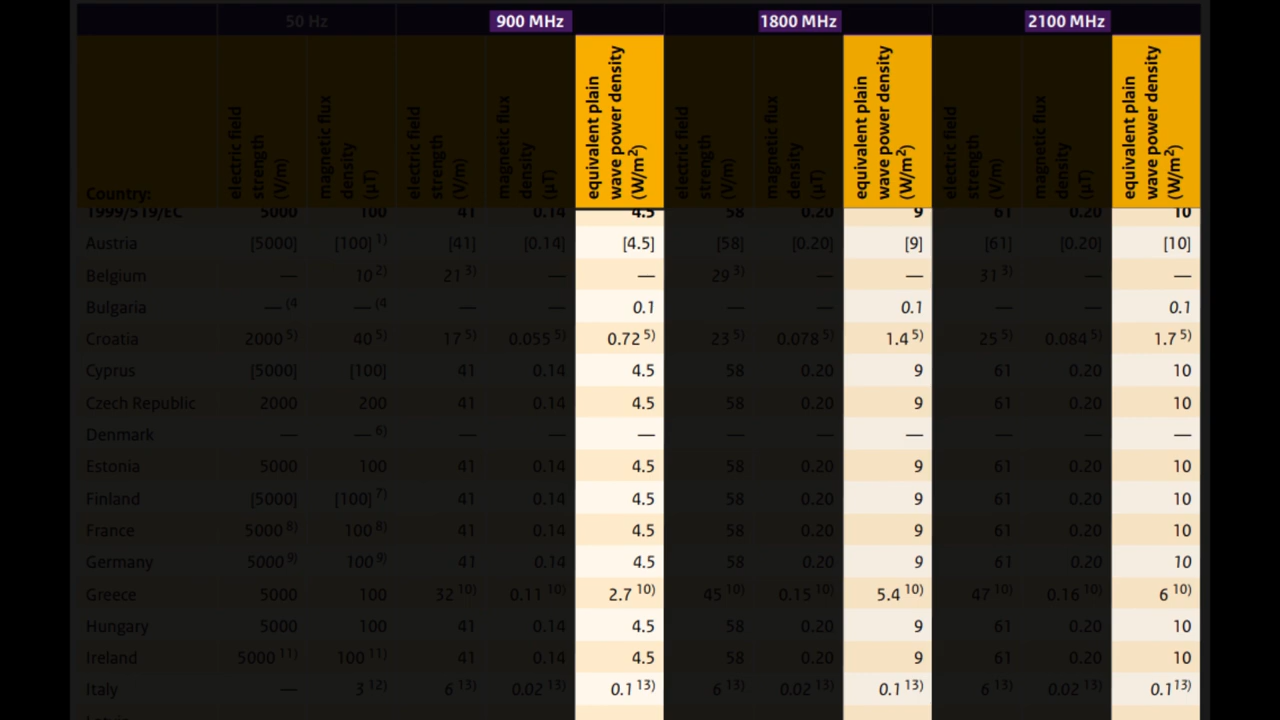 50 Hz 900 MHz 1800 MHz 2100 MHz
Country: electric field strength (V/m) magnetic flux density (µT) electric field strength (V/m) magnetic flux density (µT) equivalent plain wave power density (W/m²) electric field strength (V/m) magnetic flux density (µT) equivalent plain wave power density (W/m²) electric field strength (V/m) magnetic flux density (µT) equivalent plain wave power density (W/m²)
1999/519/EC 5000 100 41 0.14 4.5 58 0.20 9 61 0.20 10
Austria [5000] [100] 1) [41] [0.14] [4.5] [58] [0.20] [9] [61] [0.20] [10]
Belgium — 10 2) 21 3) — — 29 3) — — 31 3) — —
Bulgaria — (4 — (4 — — 0.1 — — 0.1 — — 0.1
Croatia 2000 5) 40 5) 17 5) 0.055 5) 0.72 5) 23 5) 0.078 5) 1.4 5) 25 5) 0.084 5) 1.7 5)
Cyprus [5000] [100] 41 0.14 4.5 58 0.20 9 61 0.20 10
Czech Republic 2000 200 41 0.14 4.5 58 0.20 9 61 0.20 10
Denmark — — 6) — — — — — — — — —
Estonia 5000 100 41 0.14 4.5 58 0.20 9 61 0.20 10
Finland [5000] [100] 7) 41 0.14 4.5 58 0.20 9 61 0.20 10
France 5000 8) 100 8) 41 0.14 4.5 58 0.20 9 61 0.20 10
Germany 5000 9) 100 9) 41 0.14 4.5 58 0.20 9 61 0.20 10
Greece 5000 100 32 10) 0.11 10) 2.7 10) 45 10) 0.15 10) 5.4 10) 47 10) 0.16 10) 6 10)
Hungary 5000 100 41 0.14 4.5 58 0.20 9 61 0.20 10
Ireland 5000 11) 100 11) 41 0.14 4.5 58 0.20 9 61 0.20 10
Italy — 3 12) 6 13) 0.02 13) 0.1 13) 6 13) 0.02 13) 0.1 13) 6 13) 0.02 13) 0.1 13)